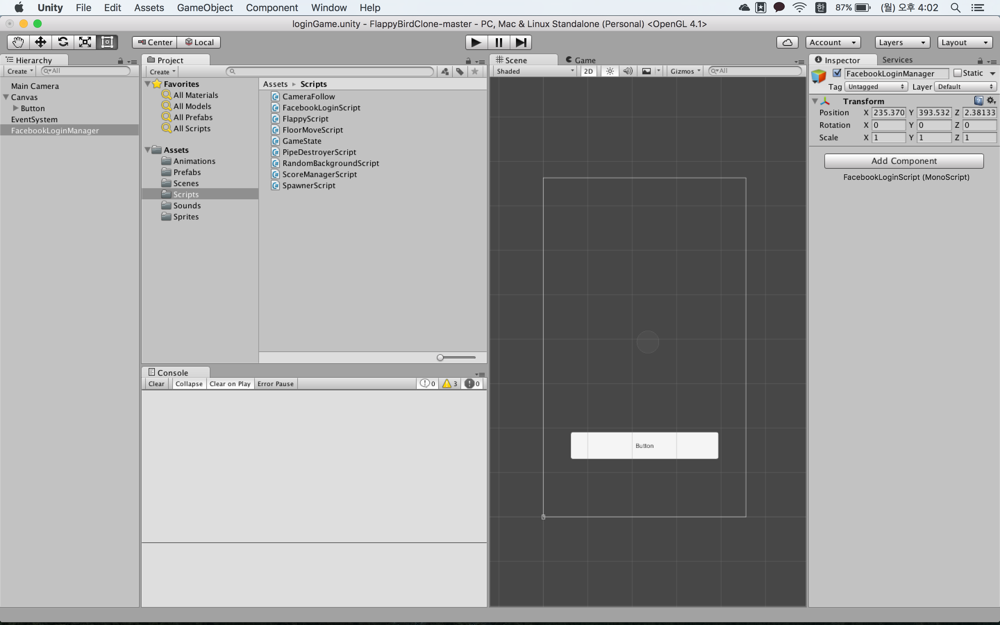 Unity File Edit Assets GameObject Component Window Help 한 87% (월) 오후 4:02
loginGame.unity - FlappyBirdClone-master - PC, Mac & Linux Standalone (Personal) <OpenGL 4.1>
Center Local Account Layers Layout
Hierarchy
Create All
Main Camera
Canvas
Button
EventSystem
FacebookLoginManager
Project
Create
Favorites
All Materials
All Models
All Prefabs
All Scripts
Assets
Animations
Prefabs
Scenes
Scripts
Sounds
Sprites
Assets Scripts
CameraFollow
FacebookLoginScript
FlappyScript
FloorMoveScript
GameState
PipeDestroyerScript
RandomBackgroundScript
ScoreManagerScript
SpawnerScript
Console
Clear Collapse Clear on Play Error Pause 0 3 0
Scene Game
Shaded 2D Gizmos All
Button
Inspector Services
FacebookLoginManager Static
Tag Untagged Layer Default
Transform
Position X 235.370 Y 393.532 Z 2.38133
Rotation X 0 Y 0 Z 0
Scale X 1 Y 1 Z 1
Add Component
FacebookLoginScript (MonoScript)